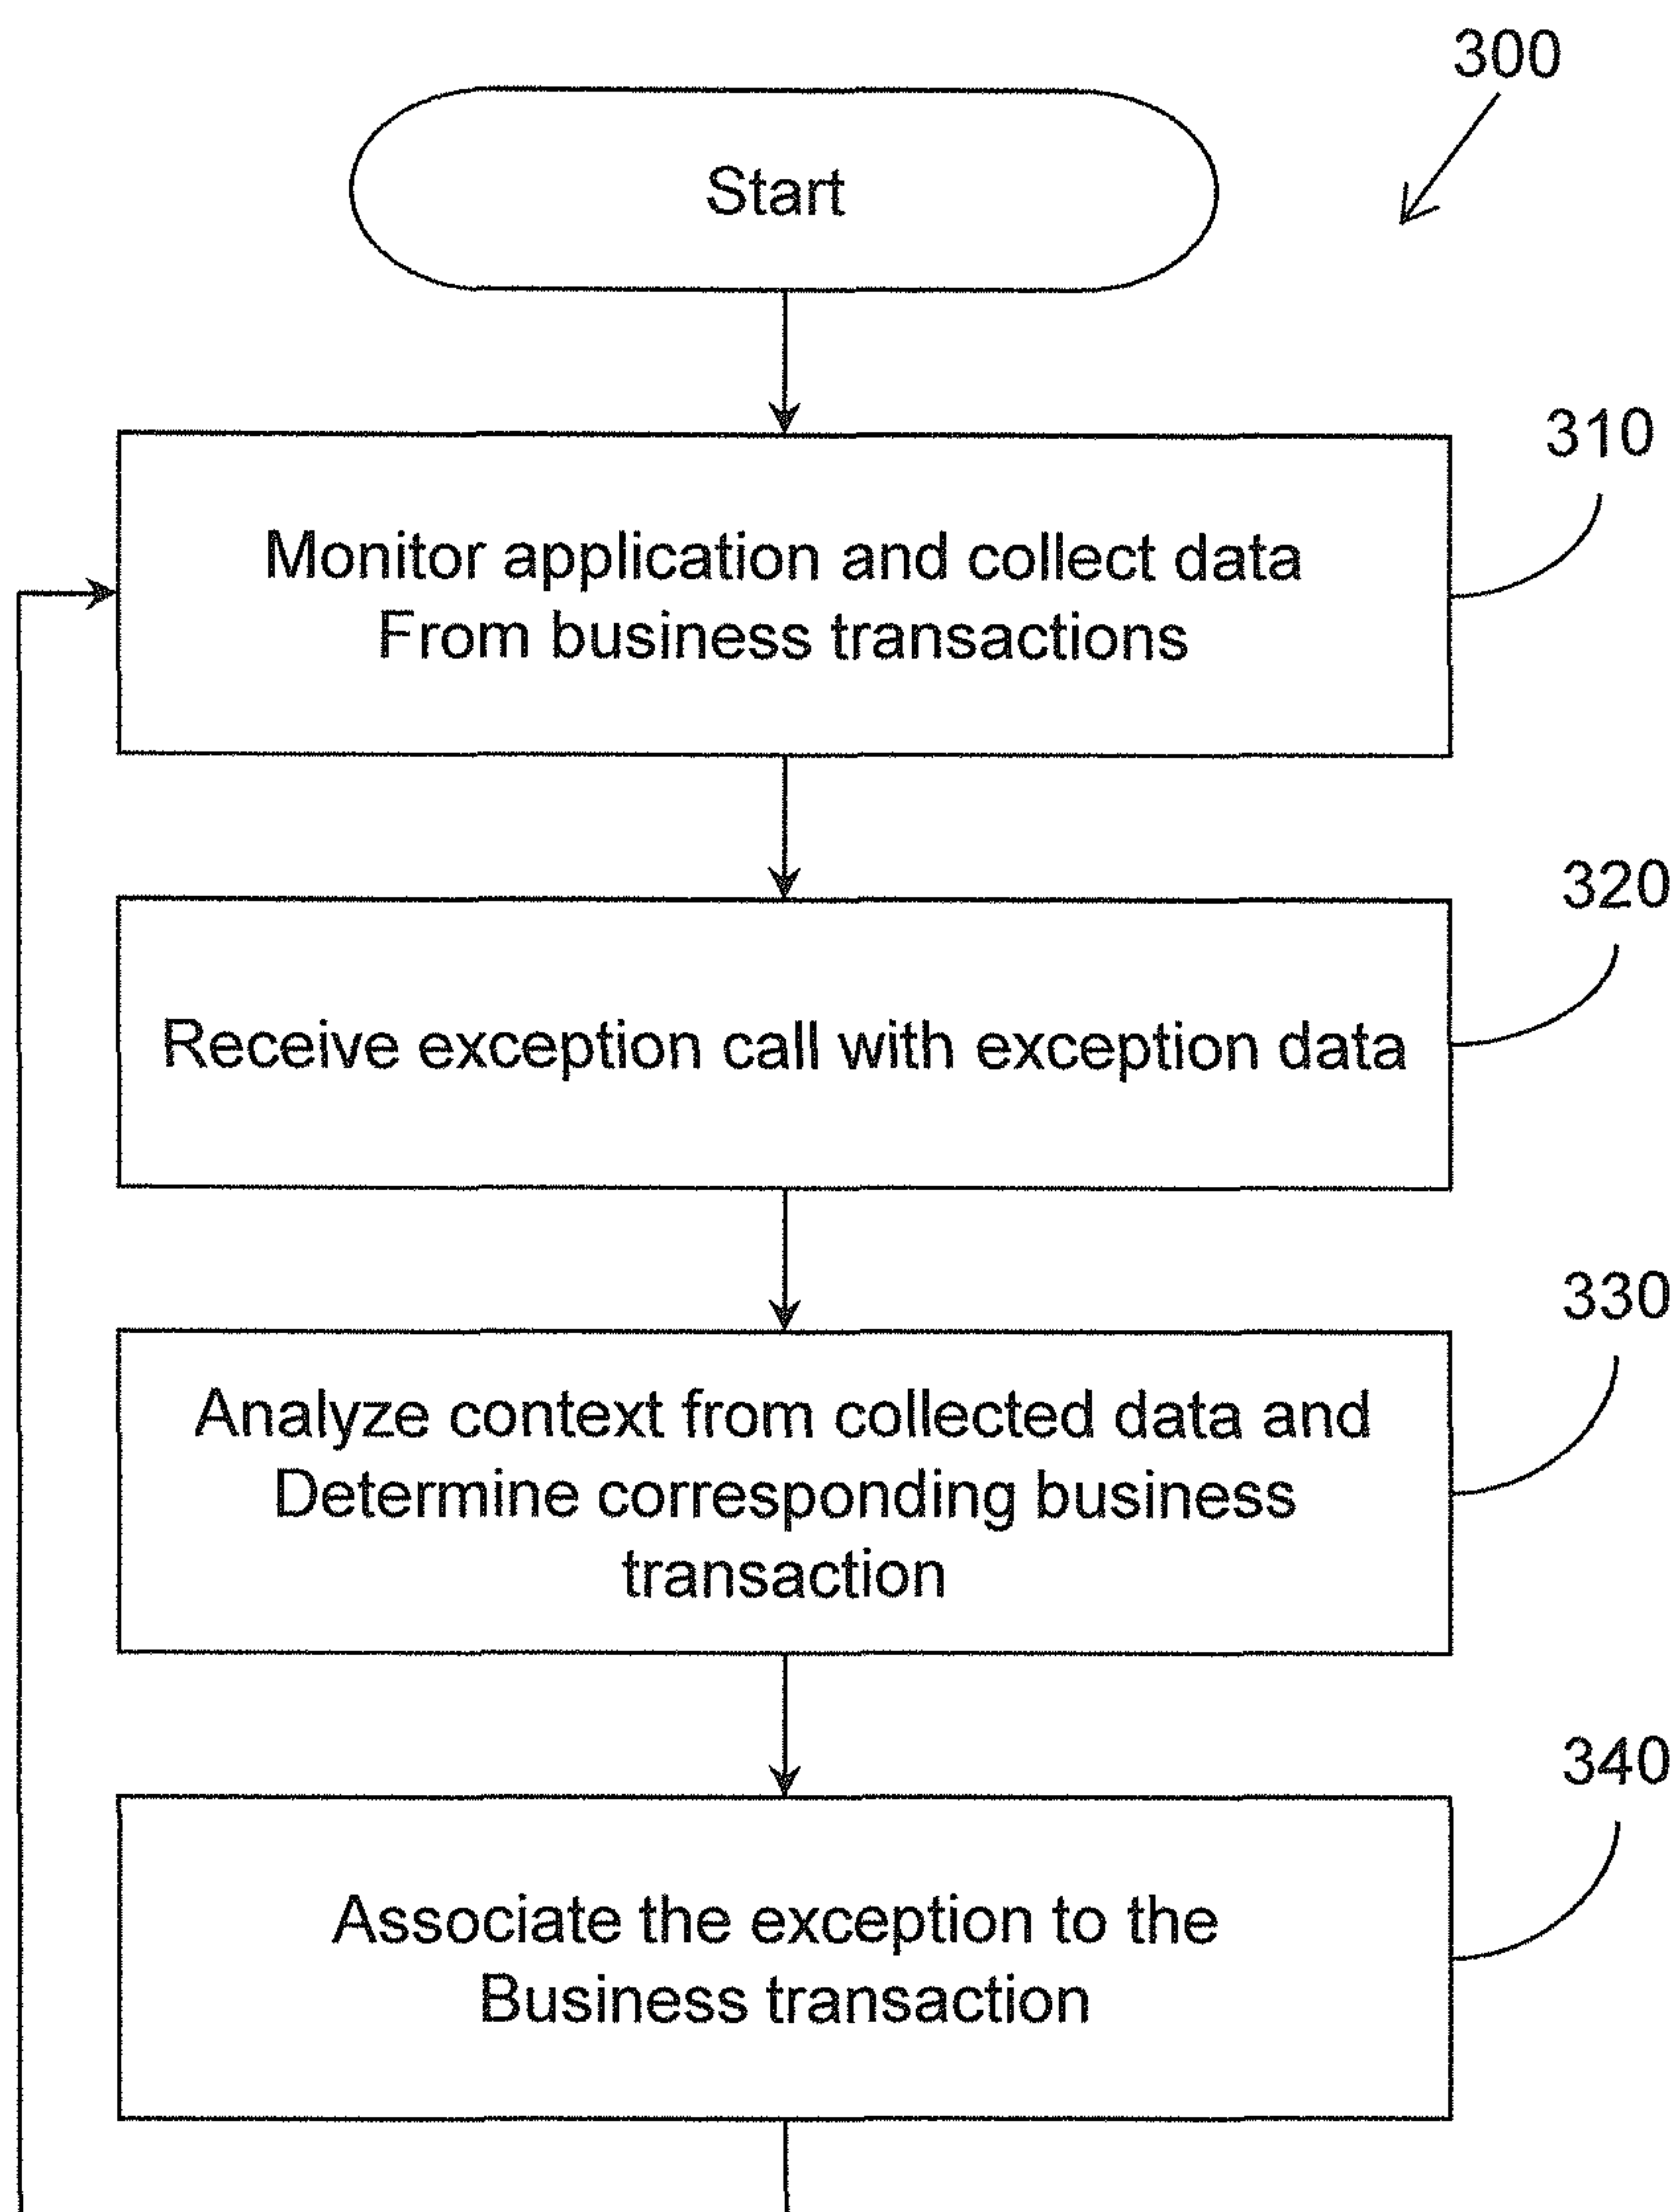 300
Start
310
Monitor application and collect data
From business transactions
320
Receive exception call with exception data
330
Analyze context from collected data and
Determine corresponding business
transaction
340
Associate the exception to the
Business transaction